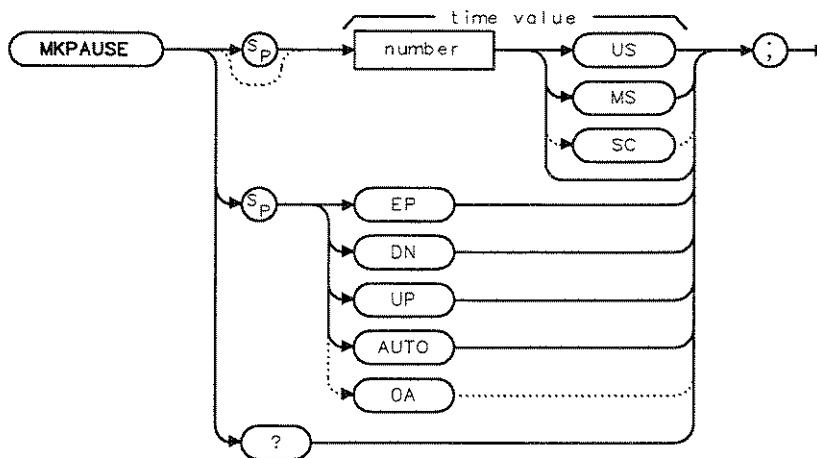 time value
MKPAUSE
SP
number
US
;
MS
SC
SP
EP
DN
UP
AUTO
OA
?